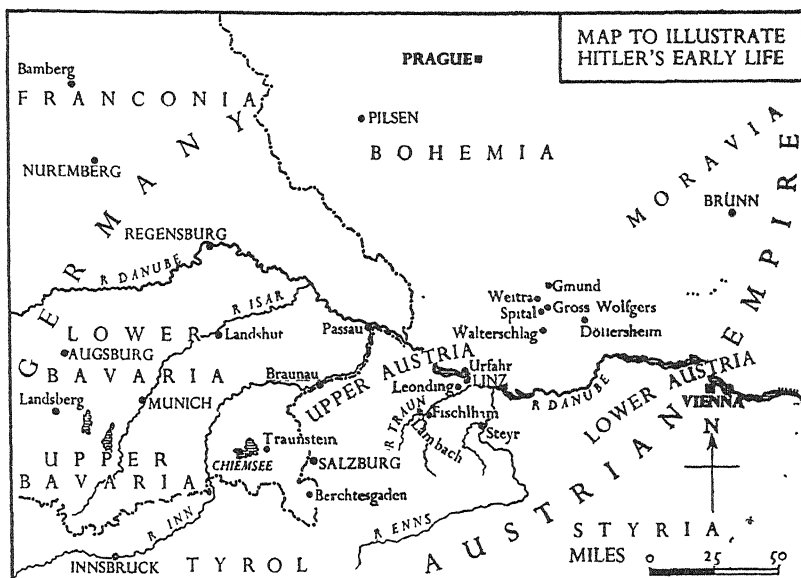 MAP TO ILLUSTRATE
HITLER'S EARLY LIFE
PRAGUE
Bamberg
FRANCONIA
PILSEN
BOHEMIA
NUREMBERG
GERMANY
MORAVIA
BRÜNN
REGENSBURG
R DANUBE
R ISAR
Gmund
Weitra
Spital
Gross Wolfgers
Walterschlag
Döllersheim
LOWER
BAVARIA
Landshut
Passau
AUGSBURG
UPPER AUSTRIA
Urfahr
LINZ
Leonding
Braunau
Landsberg
MUNICH
R DANUBE
LOWER AUSTRIA
VIENNA
R TRAUN
Fischlham
Lambach
Steyr
Traunstein
CHIEMSEE
SALZBURG
UPPER
BAVARIA
Berchtesgaden
R INN
R ENNS
INNSBRUCK
TYROL
AUSTRIAN EMPIRE
STYRIA
N
MILES 0 25 50